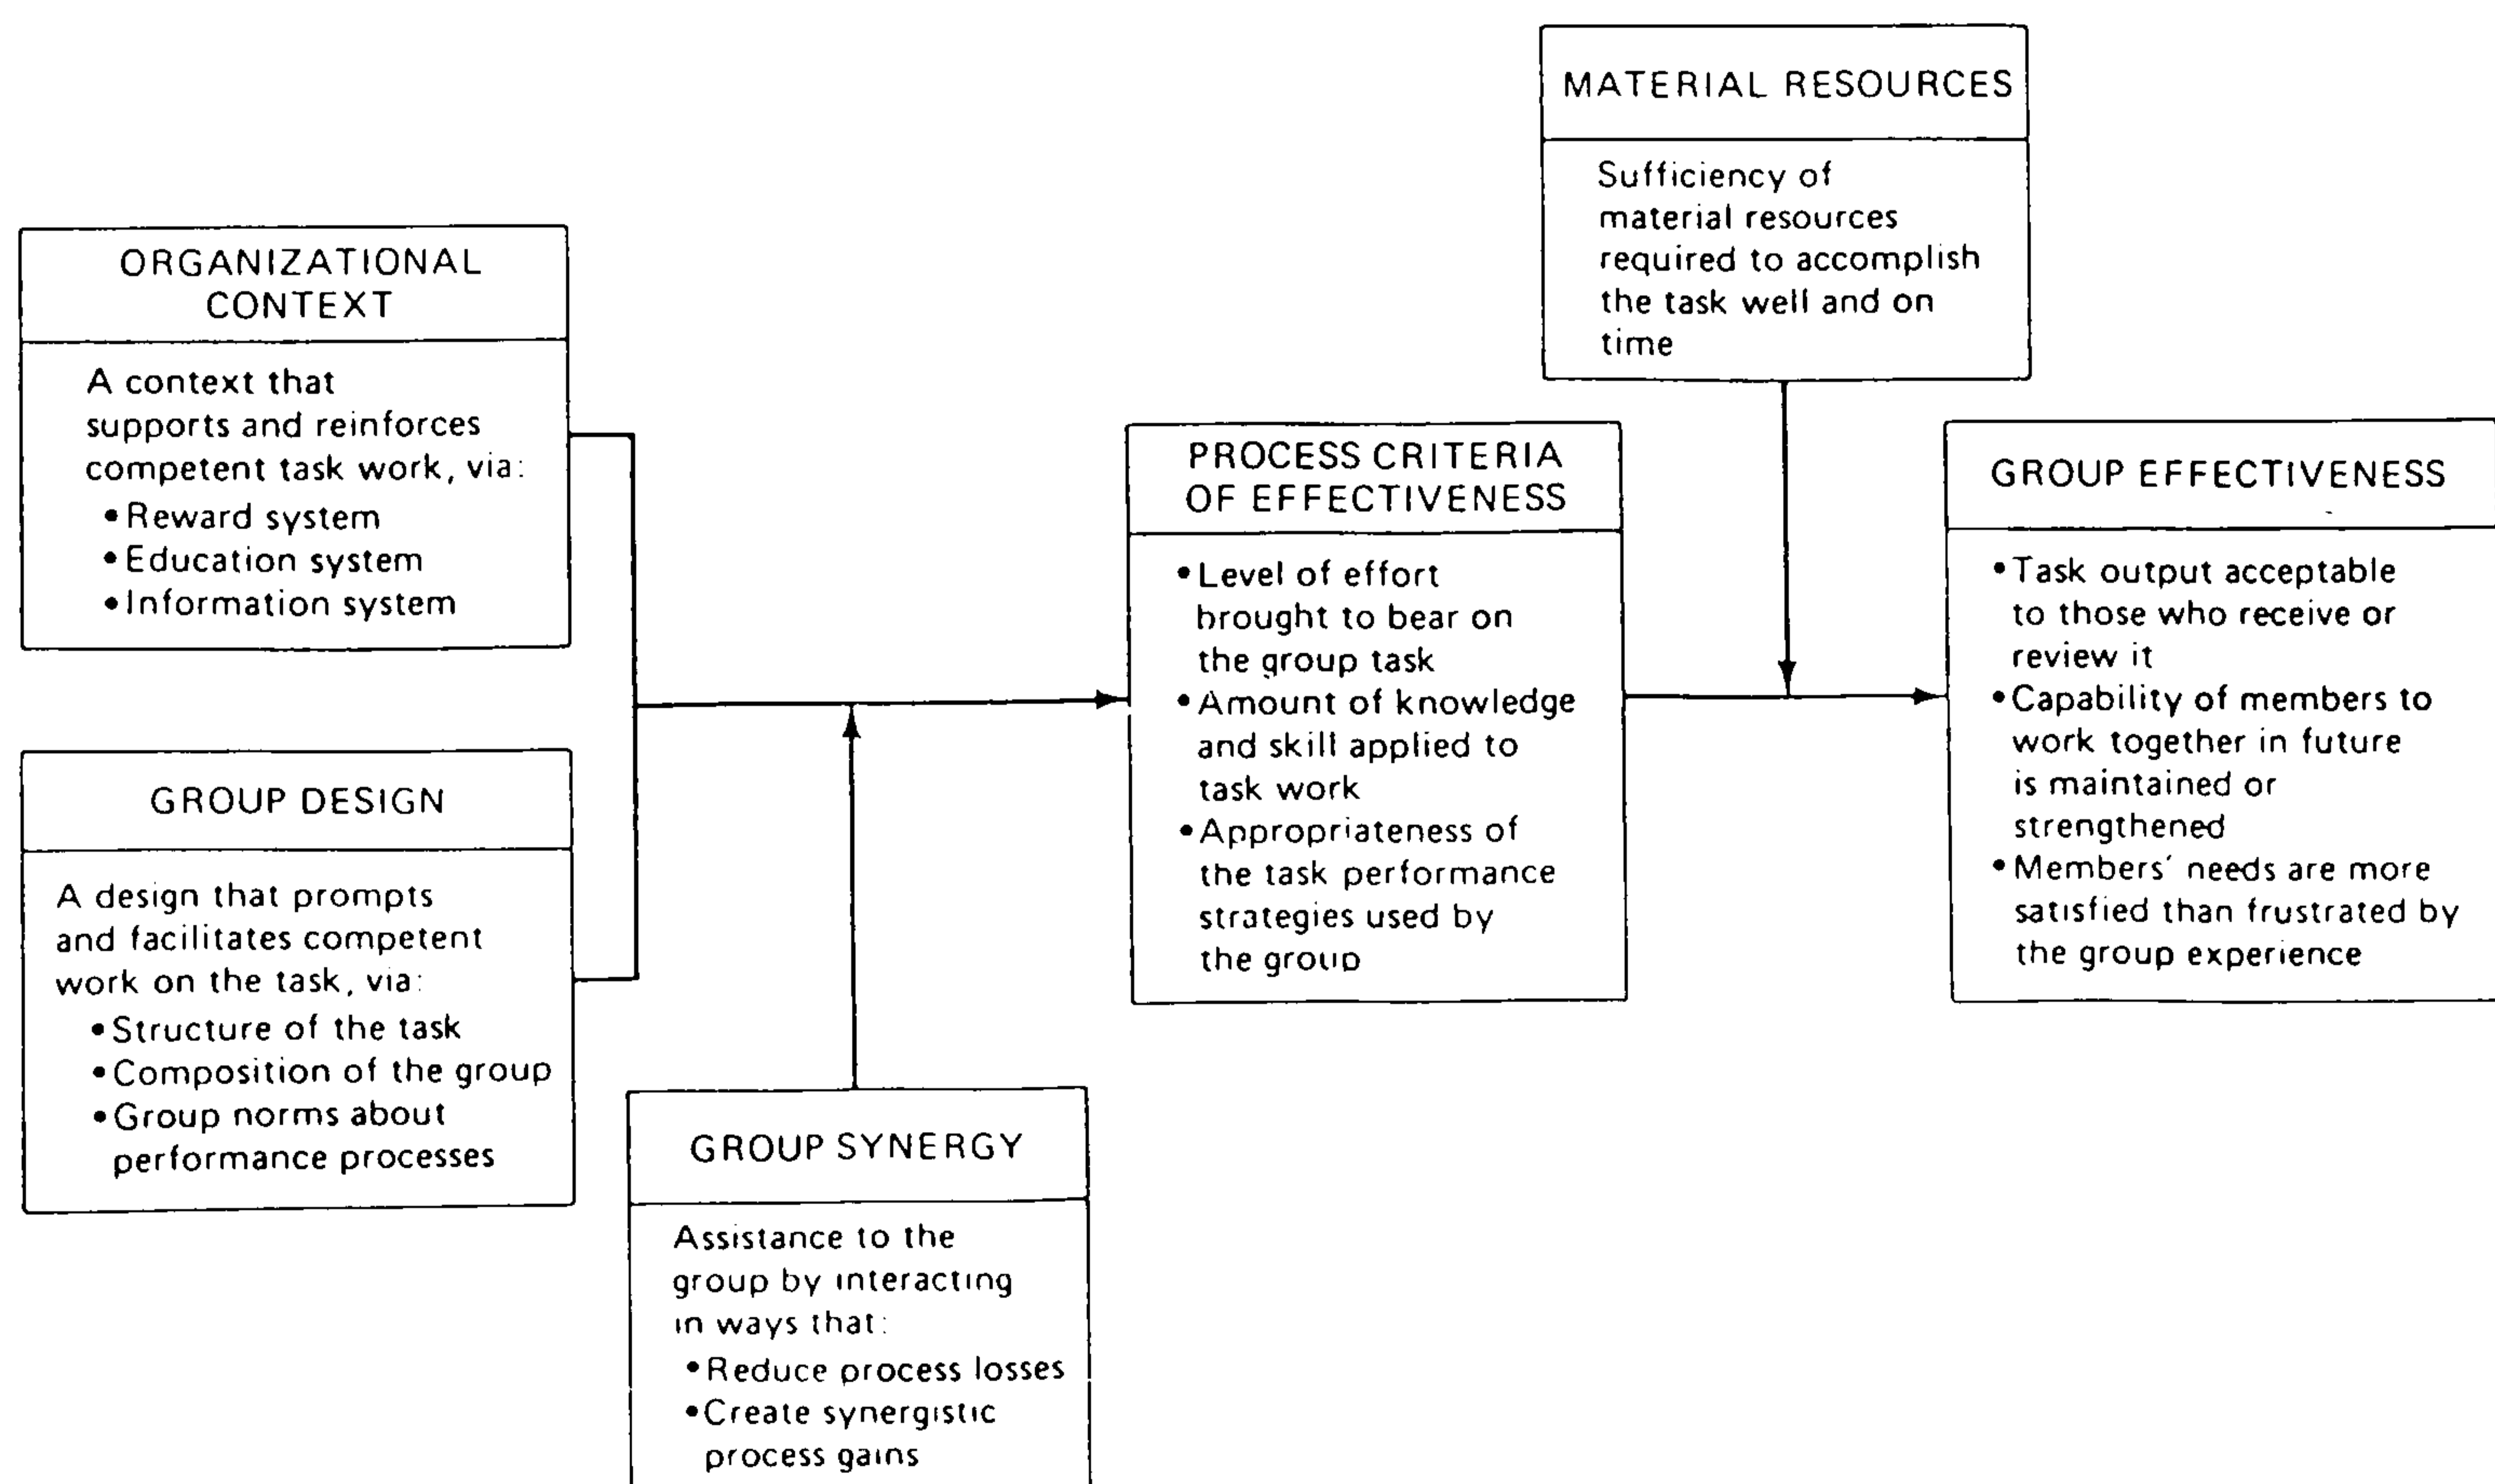 MATERIAL RESOURCES
Sufficiency of
material resources
required to accomplish
the task well and on
time
ORGANIZATIONAL
CONTEXT
A context that
supports and reinforces
competent task work, via:
•Reward system
•Education system
•Information system
GROUP DESIGN
A design that prompts
and facilitates competent
work on the task, via:
•Structure of the task
•Composition of the group
•Group norms about
performance processes
GROUP SYNERGY
Assistance to the
group by interacting
in ways that:
•Reduce process losses
•Create synergistic
process gains
PROCESS CRITERIA
OF EFFECTIVENESS
•Level of effort
brought to bear on
the group task
•Amount of knowledge
and skill applied to
task work
•Appropriateness of
the task performance
strategies used by
the group
GROUP EFFECTIVENESS
•Task output acceptable
to those who receive or
review it
•Capability of members to
work together in future
is maintained or
strengthened
•Members' needs are more
satisfied than frustrated by
the group experience